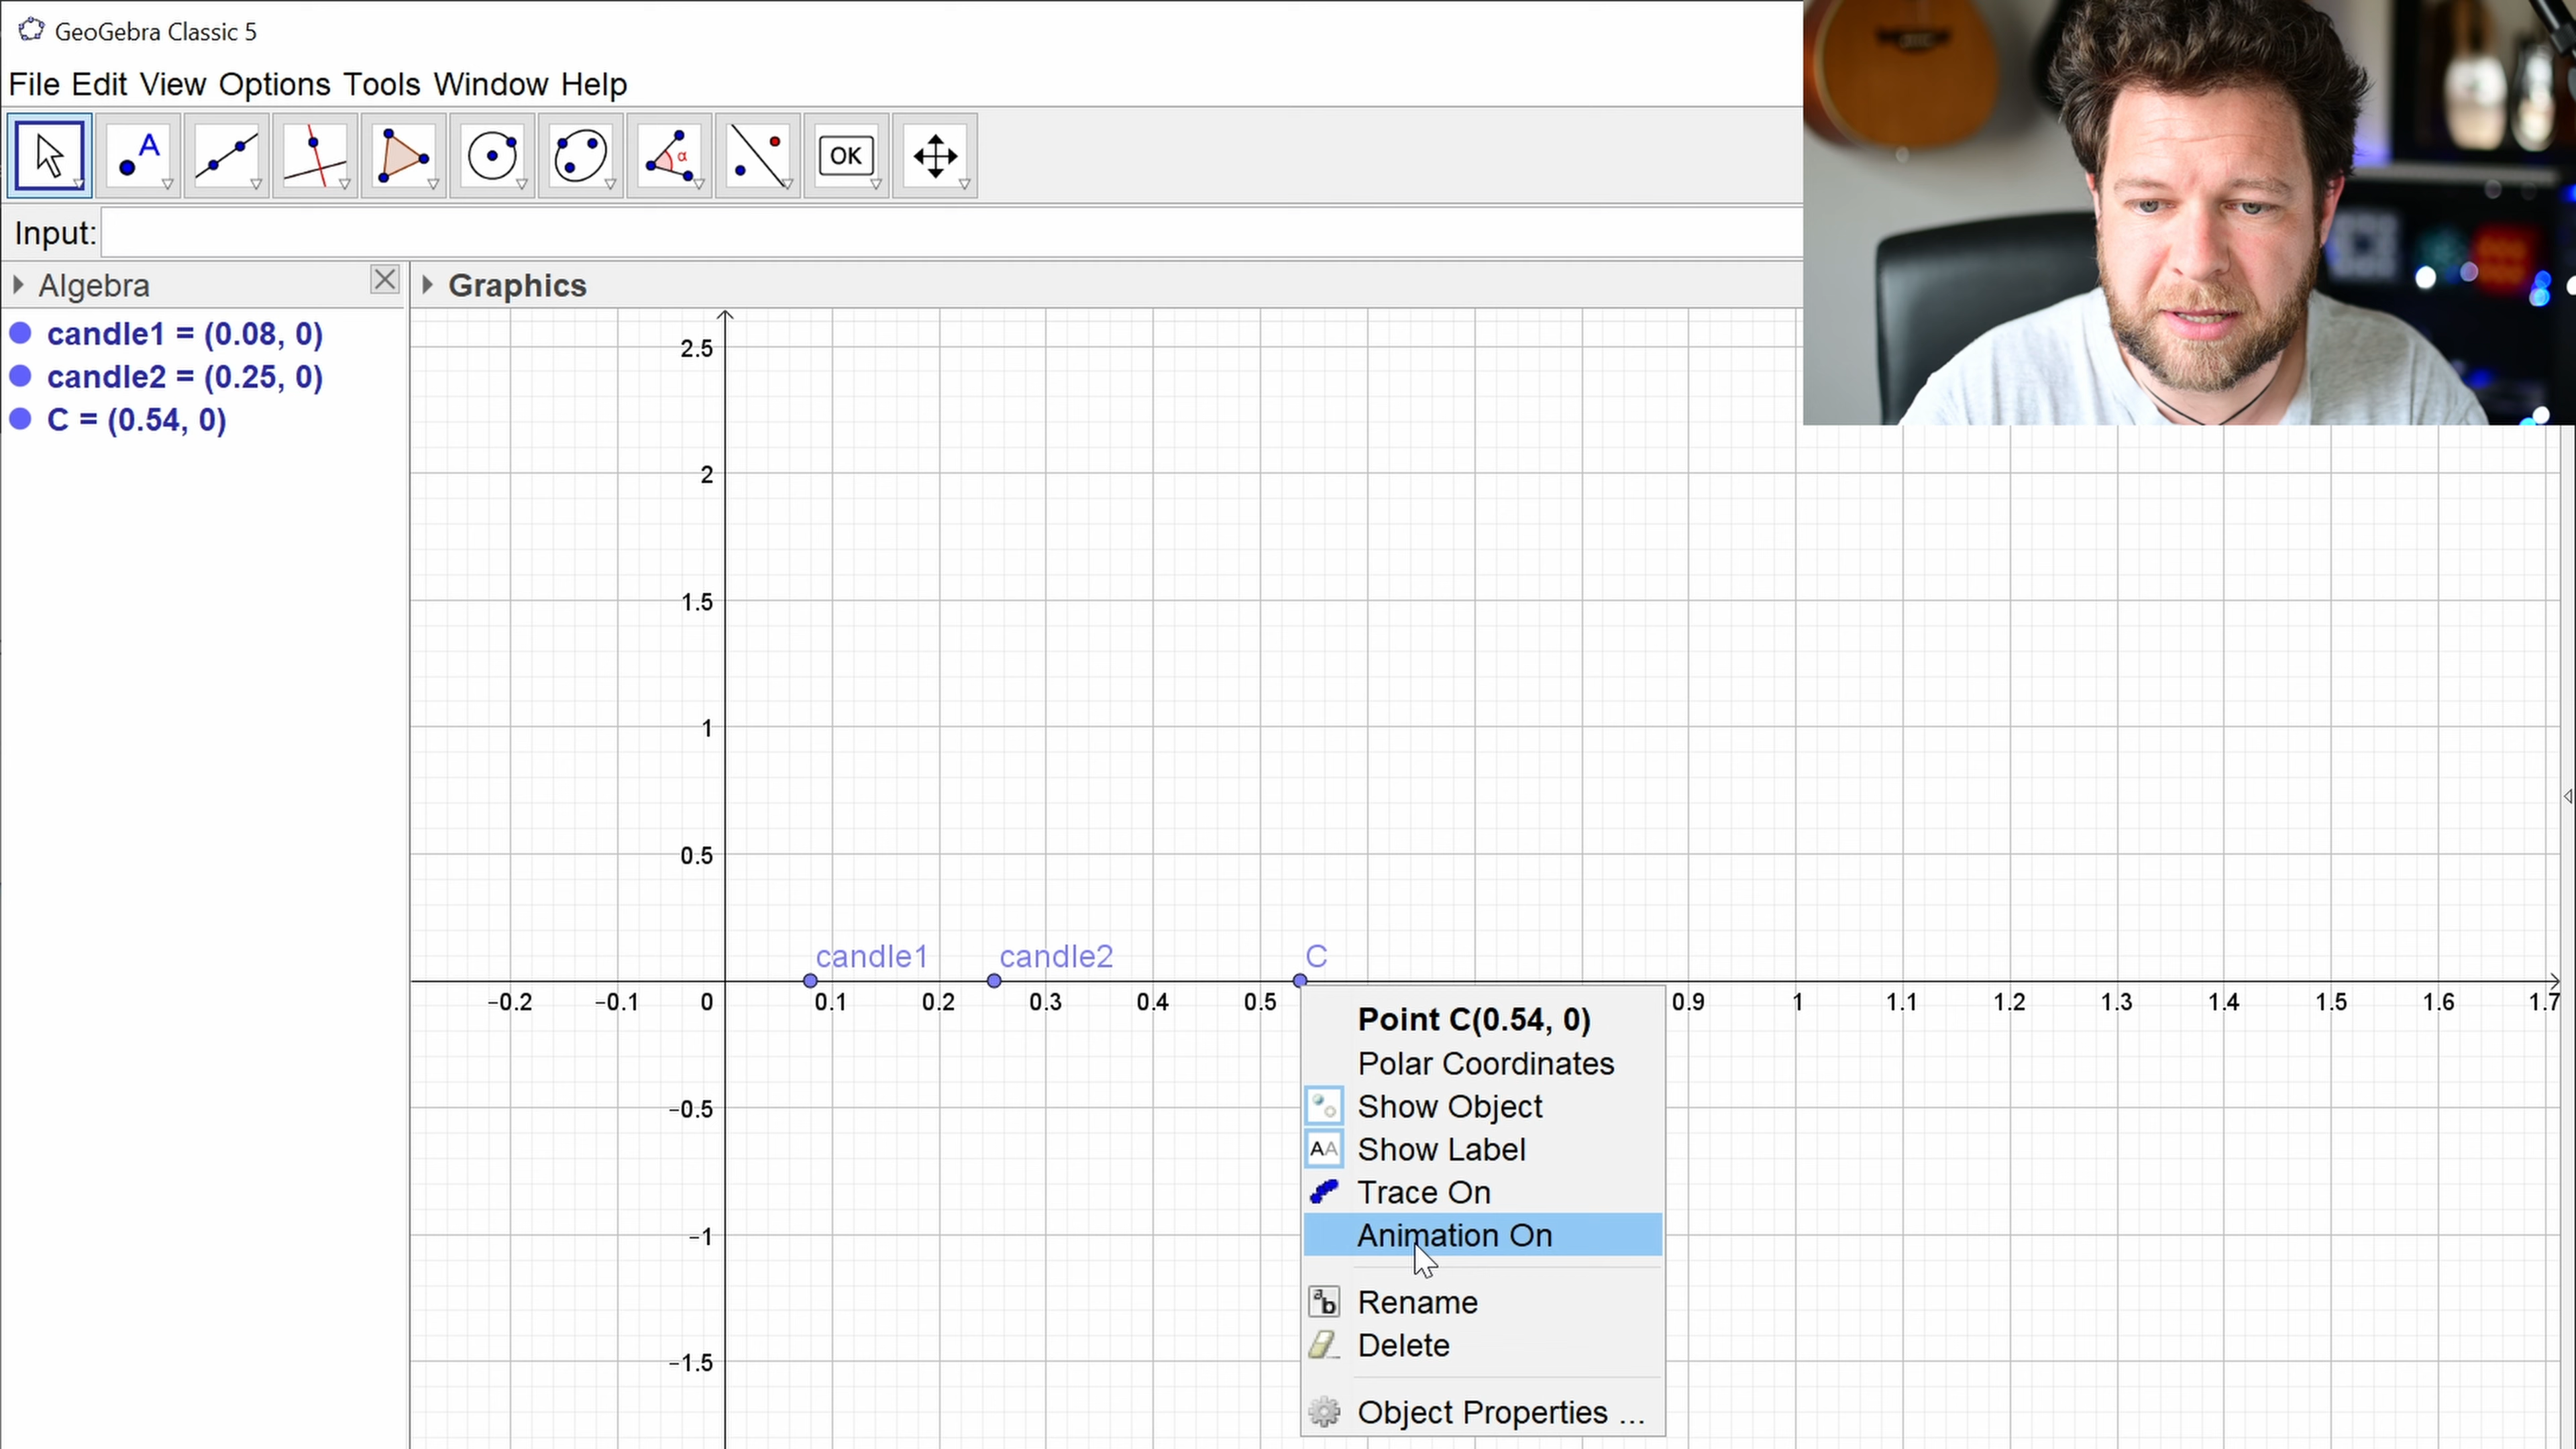 GeoGebra Classic 5
File Edit View Options Tools Window Help
A
α
OK
Input:
Algebra
Graphics
candle1 = (0.08, 0)
candle2 = (0.25, 0)
C = (0.54, 0)
2.5
2
1.5
1
0.5
candle1 candle2 C
−0.2 −0.1 0 0.1 0.2 0.3 0.4 0.5 0.9 1 1.1 1.2 1.3 1.4 1.5 1.6 1.7
−0.5
−1
−1.5
Point C(0.54, 0)
Polar Coordinates
Show Object
AA Show Label
Trace On
Animation On
ab Rename
Delete
Object Properties ...